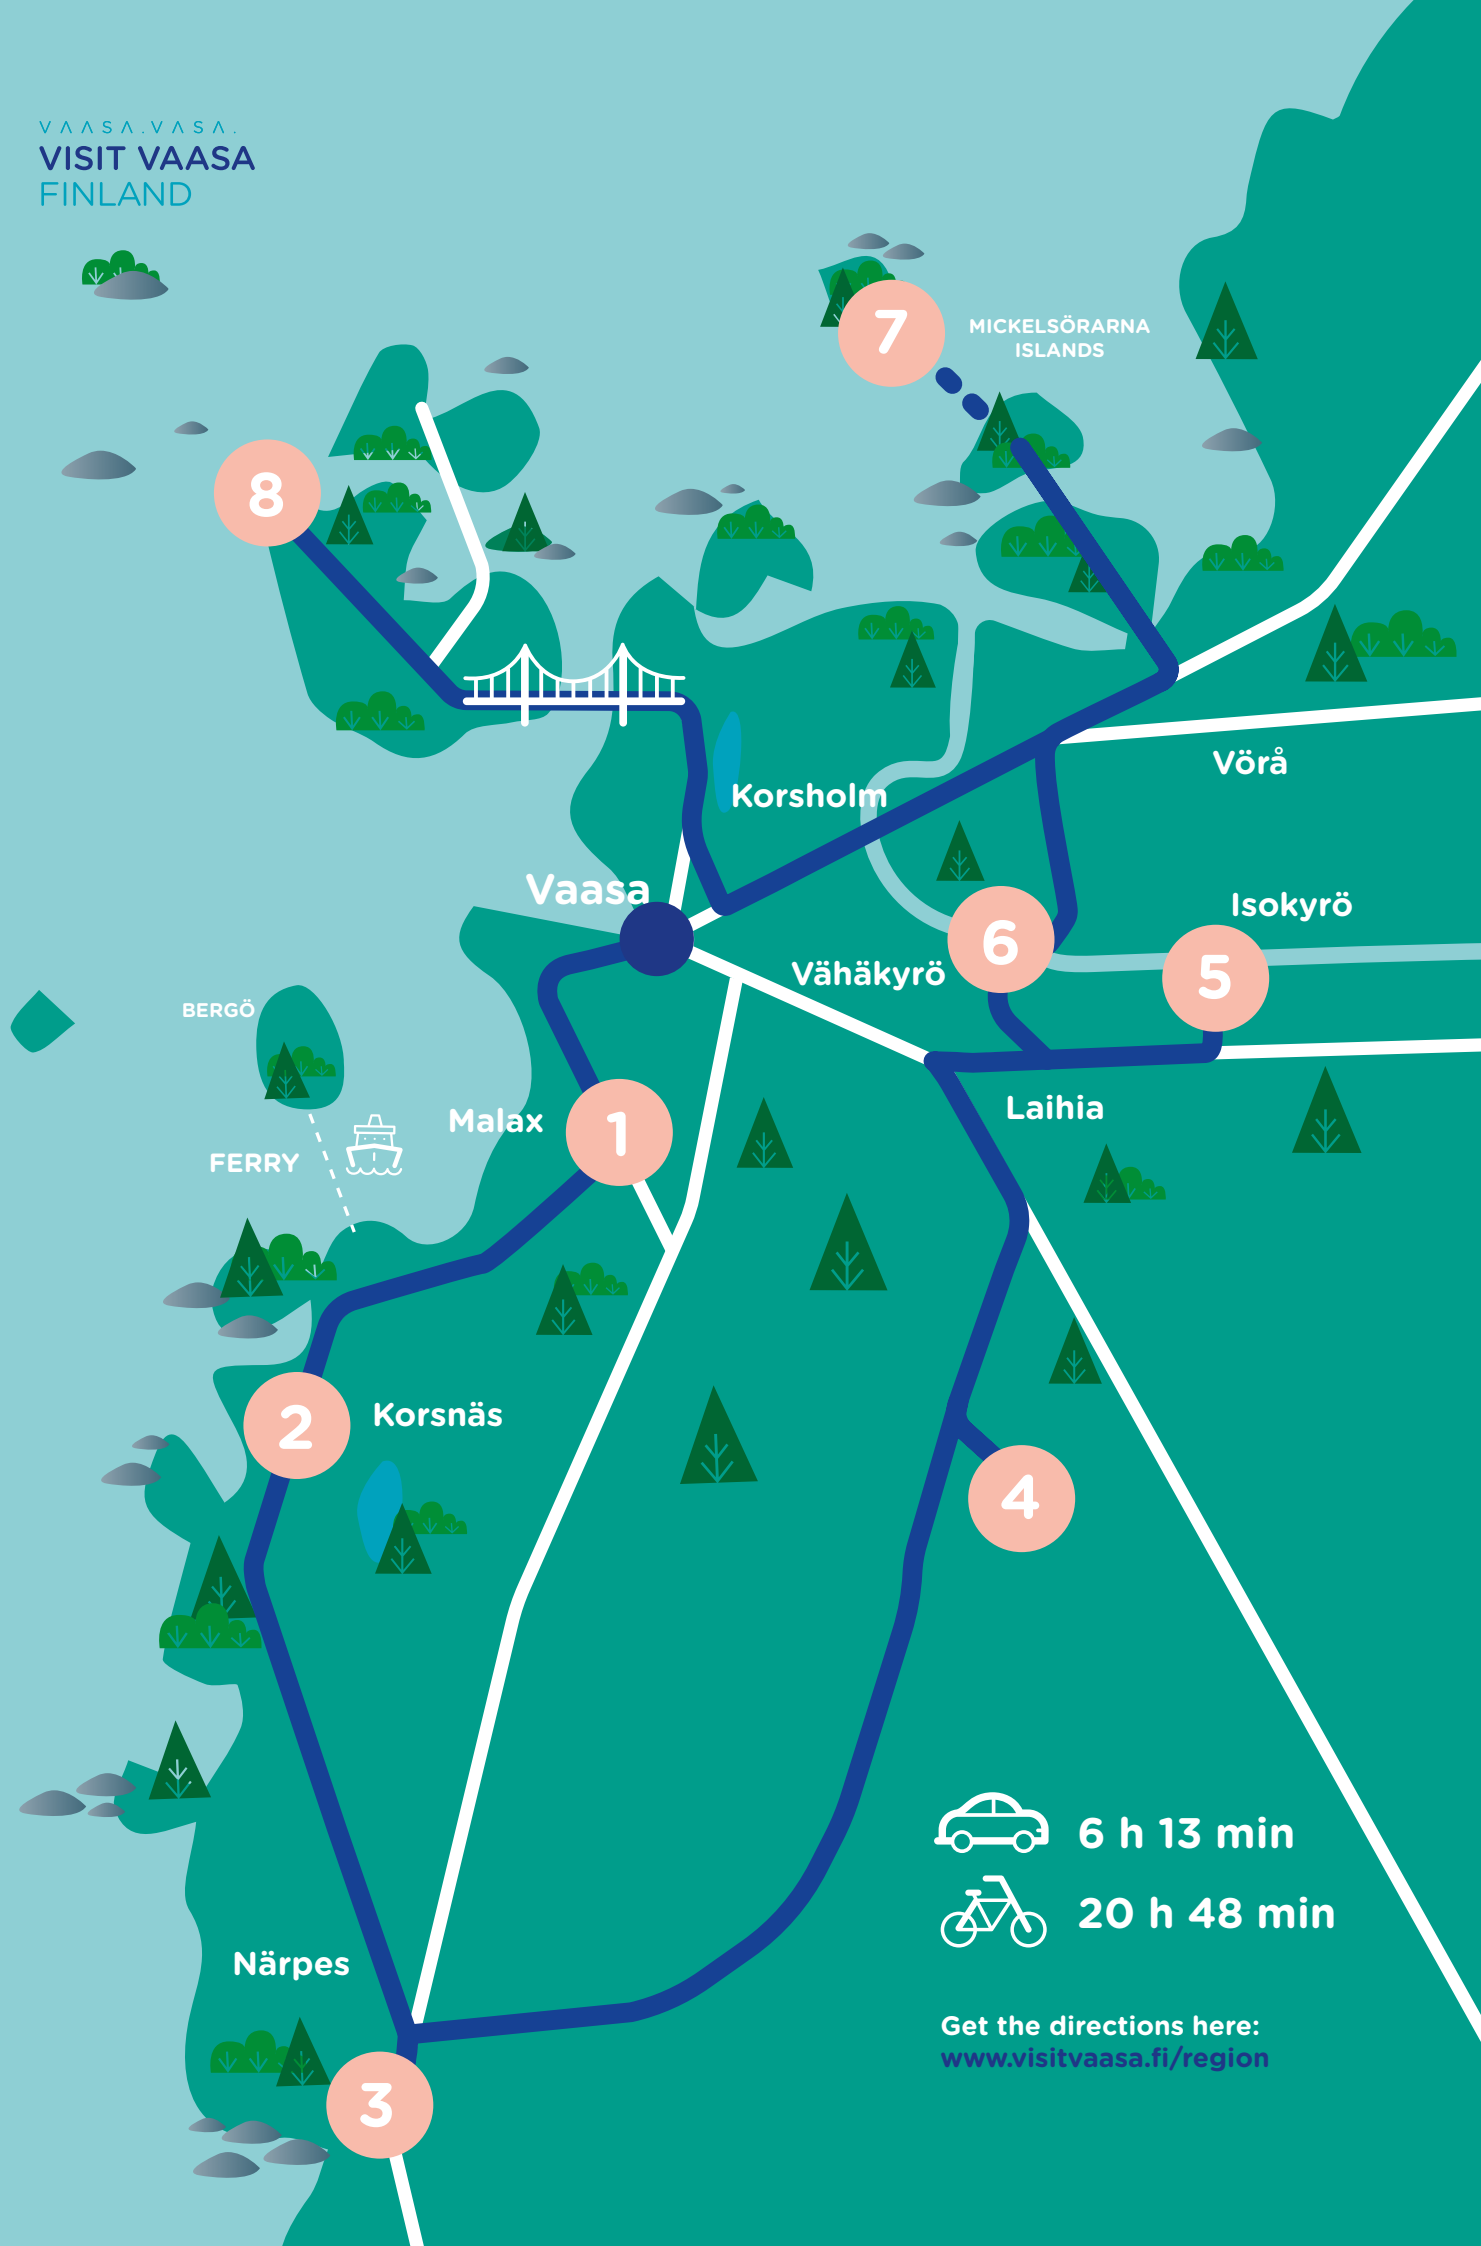 VAASA.VASA.
VISIT VAASA
FINLAND
7
MICKELSÖRARNA
ISLANDS
8
Vörå
Korsholm
Vaasa
Isokyrö
6
Vähäkyrö
5
BERGÖ
Malax
1
Laihia
FERRY
2
Korsnäs
4
6 h 13 min
20 h 48 min
Närpes
Get the directions here:
www.visitvaasa.fi/region
3